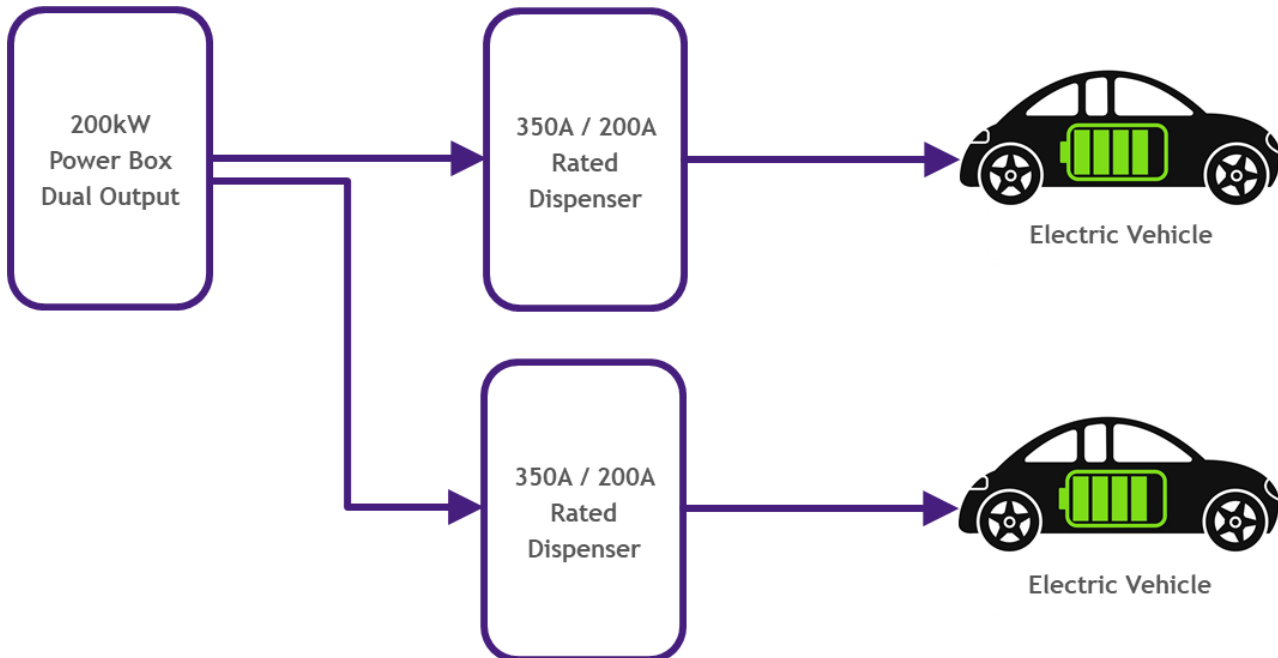 200kW
Power Box
Dual Output
350A / 200A
Rated
Dispenser
Electric Vehicle
350A / 200A
Rated
Dispenser
Electric Vehicle